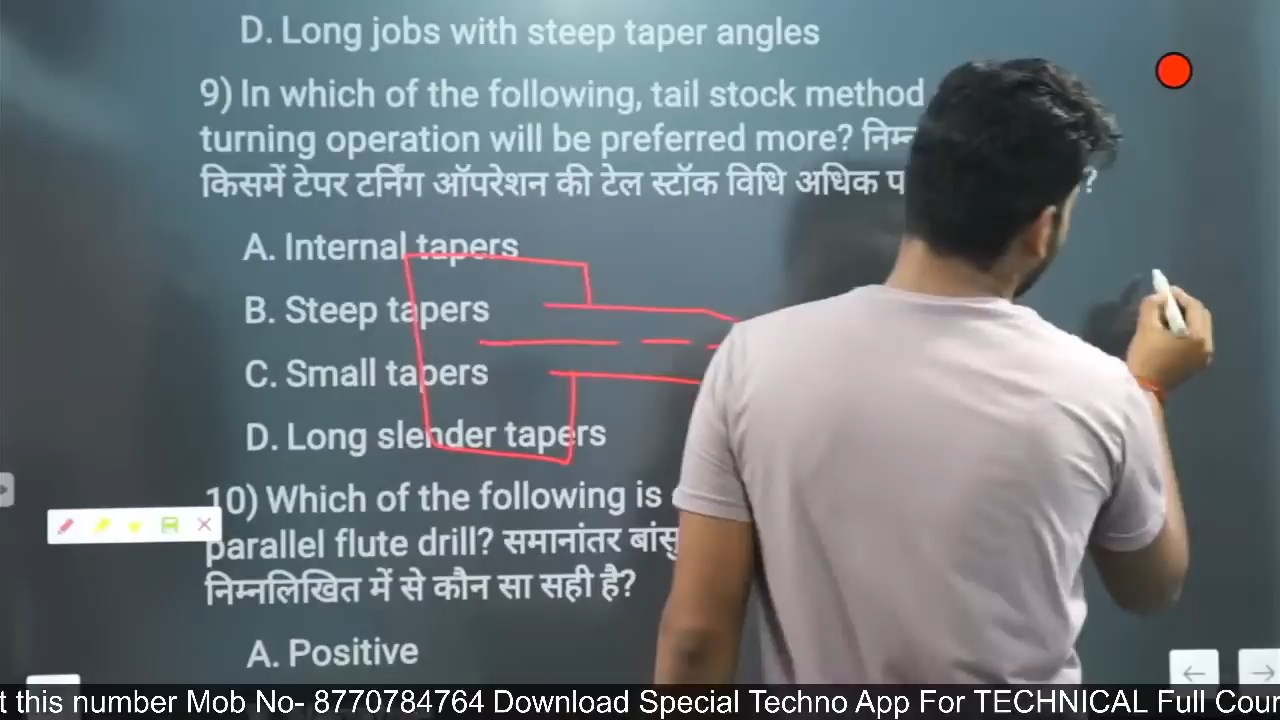 D. Long jobs with steep taper angles
9) In which of the following, tail stock method
turning operation will be preferred more?
किसमें टेपर टर्निंग ऑपरेशन की टेल स्टॉक विधि अधिक ?
A. Internal tapers
B. Steep tapers
C. Small tapers
D. Long slender tapers
10) Which of the following is
parallel flute drill? समानांतर
निम्नलिखित में से कौन सा सही है?
A. Positive
t this number Mob No- 8770784764 Download Special Techno App For TECHNICAL Full Cour